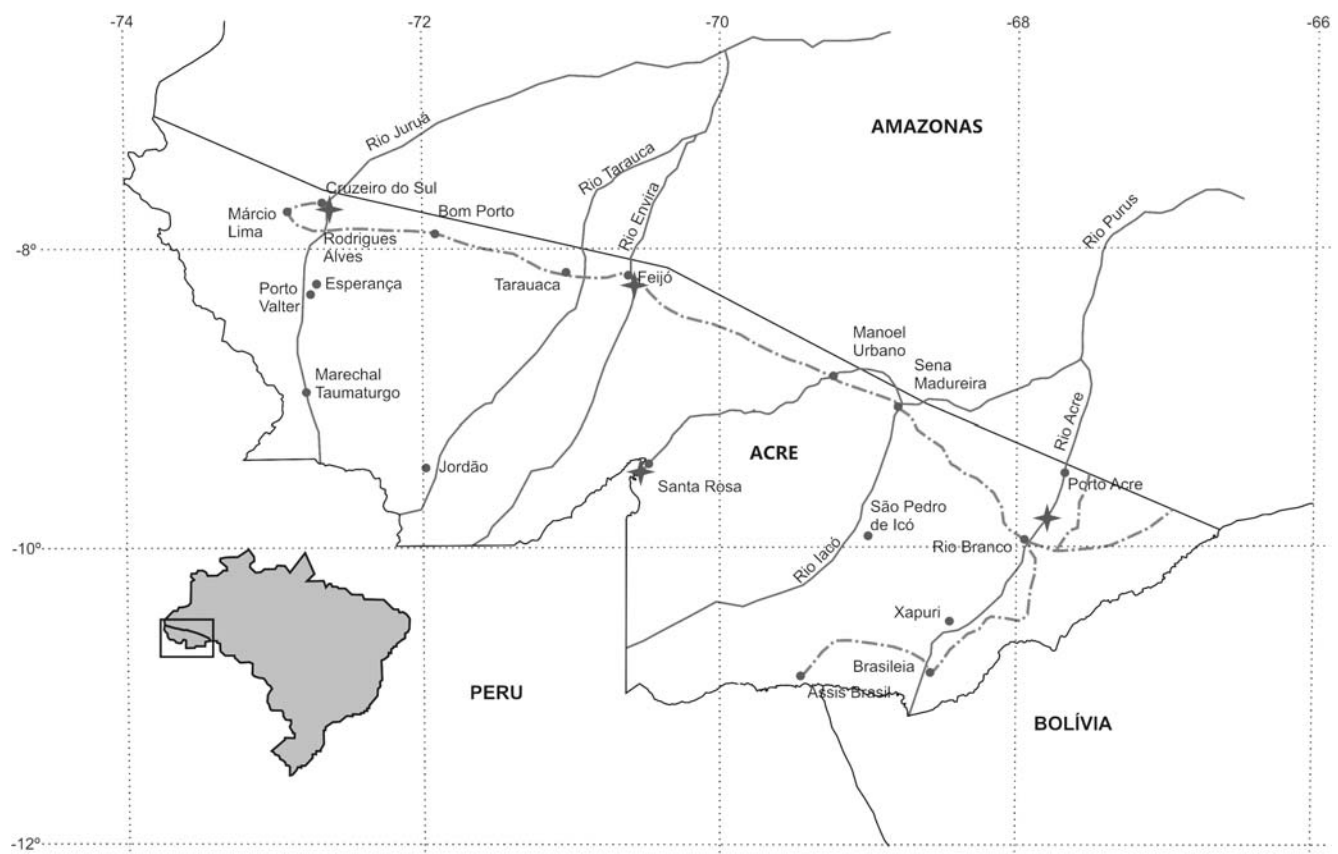 -74
-72
-70
-68
-66
AMAZONAS
Rio Juruá
Rio Tarauca
Cruzeiro do Sul
Márcio
Lima
Bom Porto
Rio Envira
Rio Purus
-8º
Rodrigues
Alves
Porto
Valter
Esperança
Tarauaca
Feijó
Manoel
Urbano
Sena
Madureira
Marechal
Taumaturgo
Rio Acre
ACRE
Jordão
Santa Rosa
Porto Acre
São Pedro
de Icó
-10º
Rio Iacó
Rio Branco
Xapuri
Brasileia
Assis Brasil
PERU
BOLÍVIA
-12º